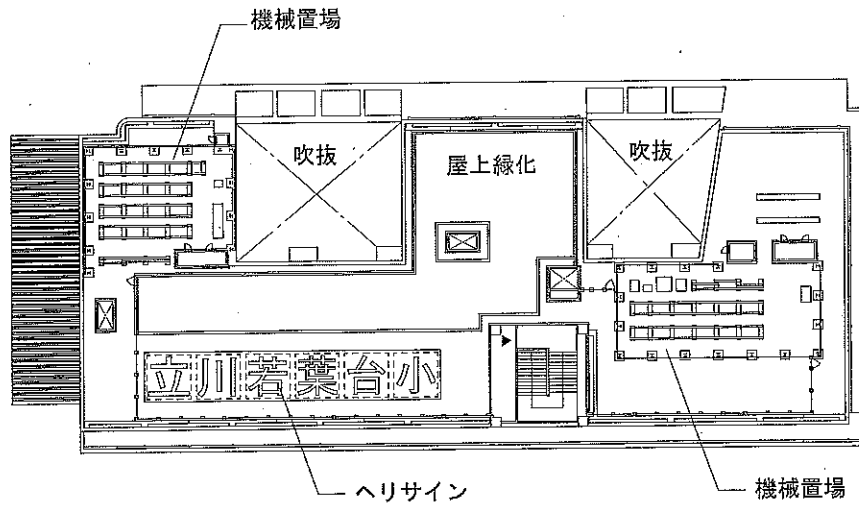 機械置場
吹抜
屋上緑化
吹抜
立川若葉台小
ヘリサイン
機械置場